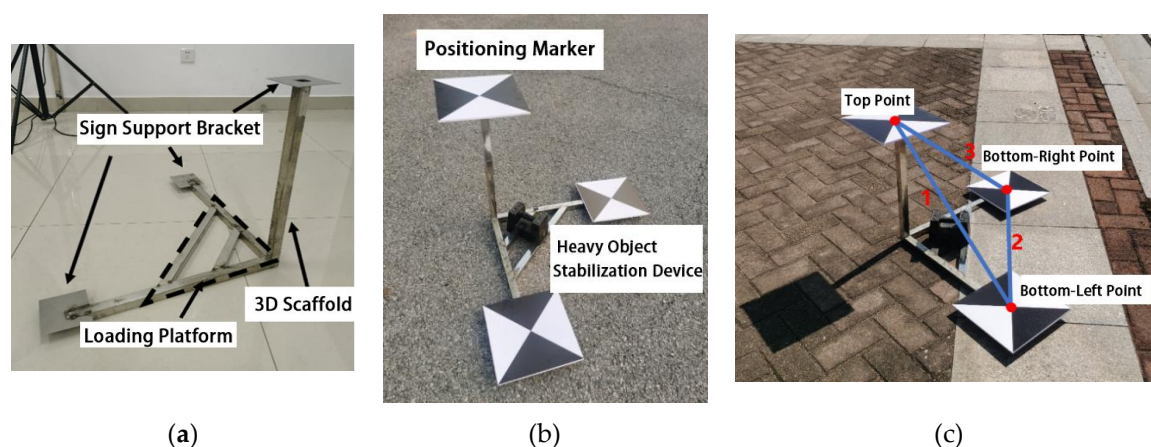 Sign Support Bracket
3D Scaffold
Loading Platform
(a)
Positioning Marker
Heavy Object
Stabilization Device
(b)
Top Point
3
Bottom-Right Point
1
2
Bottom-Left Point
(c)